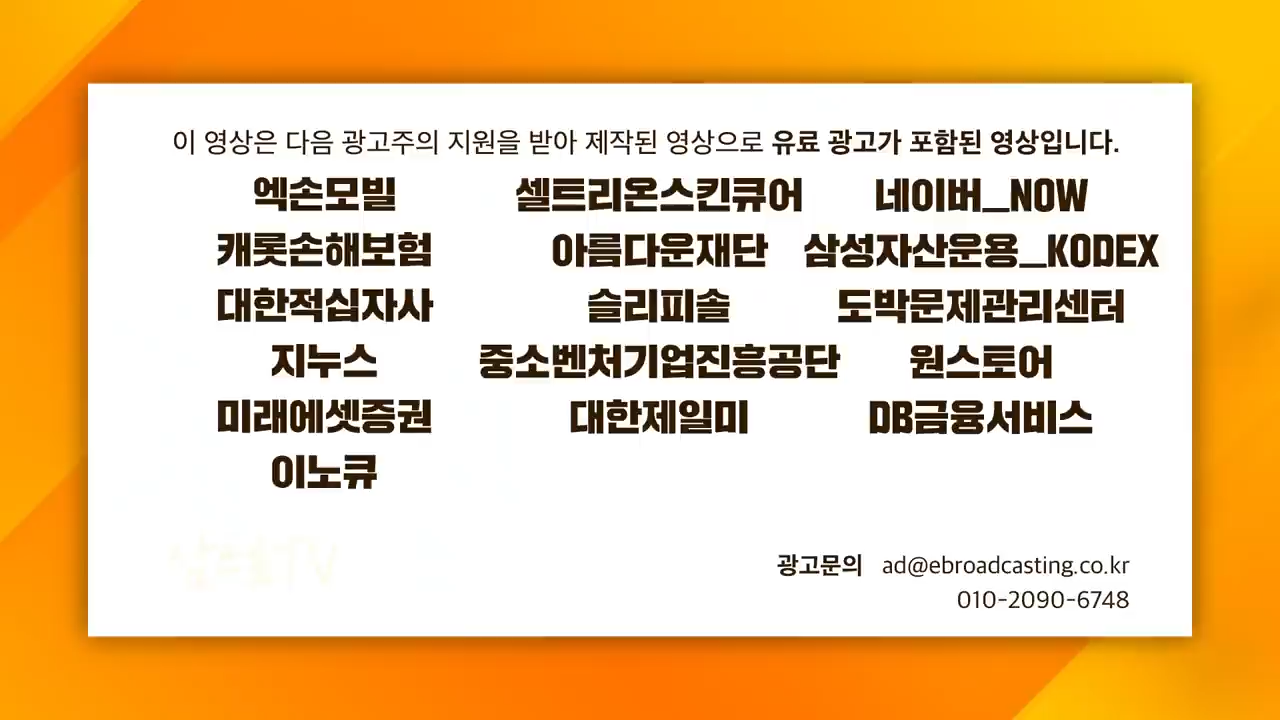 이 영상은 다음 광고주의 지원을 받아 제작된 영상으로 유료 광고가 포함된 영상입니다.
엑손모빌 셀트리온스킨큐어 네이버_NOW
캐롯손해보험 아름다운재단 삼성자산운용_KODEX
대한적십자사 슬리피솔 도박문제관리센터
지누스 중소벤처기업진흥공단 원스토어
미래에셋증권 대한제일미 DB금융서비스
이노큐
광고문의 ad@ebroadcasting.co.kr
010-2090-6748